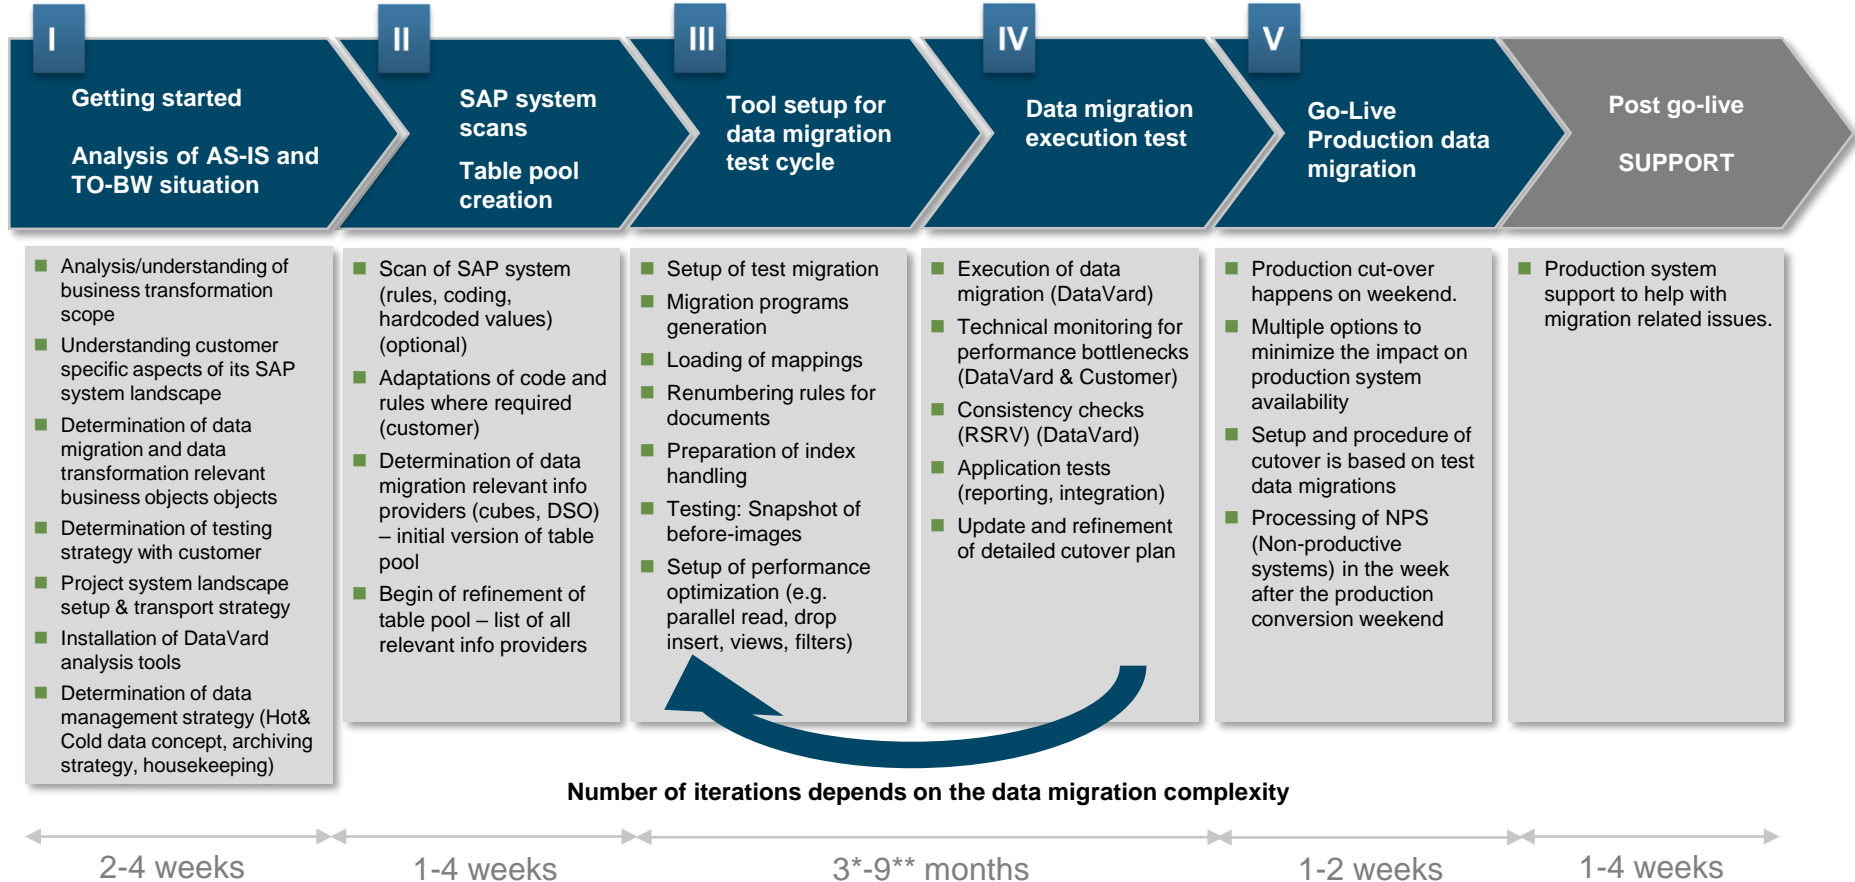 I
II
III
IV
V
Getting started
Analysis of AS-IS and
TO-BW situation
SAP system
scans
Table pool
creation
Tool setup for
data migration
test cycle
Data migration
execution test
Go-Live
Production data
migration
Post go-live
SUPPORT
Analysis/understanding of
business transformation
scope
Understanding customer
specific aspects of its SAP
system landscape
Determination of data
migration and data
transformation relevant
business objects objects
Determination of testing
strategy with customer
Project system landscape
setup & transport strategy
Installation of DataVard
analysis tools
Determination of data
management strategy (Hot&
Cold data concept, archiving
strategy, housekeeping)
Scan of SAP system
(rules, coding,
hardcoded values)
(optional)
Adaptations of code and
rules where required
(customer)
Determination of data
migration relevant info
providers (cubes, DSO)
– initial version of table
pool
Begin of refinement of
table pool – list of all
relevant info providers
Setup of test migration
Migration programs
generation
Loading of mappings
Renumbering rules for
documents
Preparation of index
handling
Testing: Snapshot of
before-images
Setup of performance
optimization (e.g.
parallel read, drop
insert, views, filters)
Execution of data
migration (DataVard)
Technical monitoring for
performance bottlenecks
(DataVard & Customer)
Consistency checks
(RSRV) (DataVard)
Application tests
(reporting, integration)
Update and refinement
of detailed cutover plan
Production cut-over
happens on weekend.
Multiple options to
minimize the impact on
production system
availability
Setup and procedure of
cutover is based on test
data migrations
Processing of NPS
(Non-productive
systems) in the week
after the production
conversion weekend
Production system
support to help with
migration related issues.
Number of iterations depends on the data migration complexity
2-4 weeks
1-4 weeks
3*-9** months
1-2 weeks
1-4 weeks